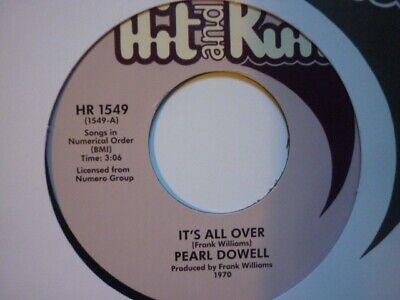 Hit and Run
HR 1549
(1549-A)
Songs in
Numerical Order
(BMI)
Time: 3:06
Licensed from
Numero Group
IT'S ALL OVER
(Frank Williams)
PEARL DOWELL
Produced by Frank Williams
1970